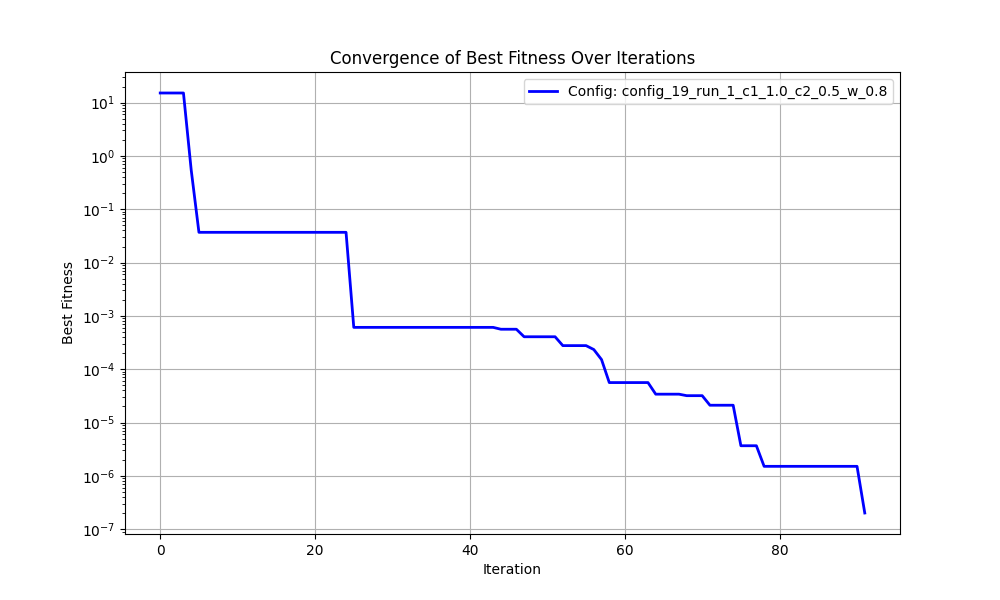 Convergence of Best Fitness Over Iterations
Config: config_19_run_1_c1_1.0_c2_0.5_w_0.8
Best Fitness
10¹
10⁰
10⁻¹
10⁻²
10⁻³
10⁻⁴
10⁻⁵
10⁻⁶
10⁻⁷
0 20 40 60 80
Iteration